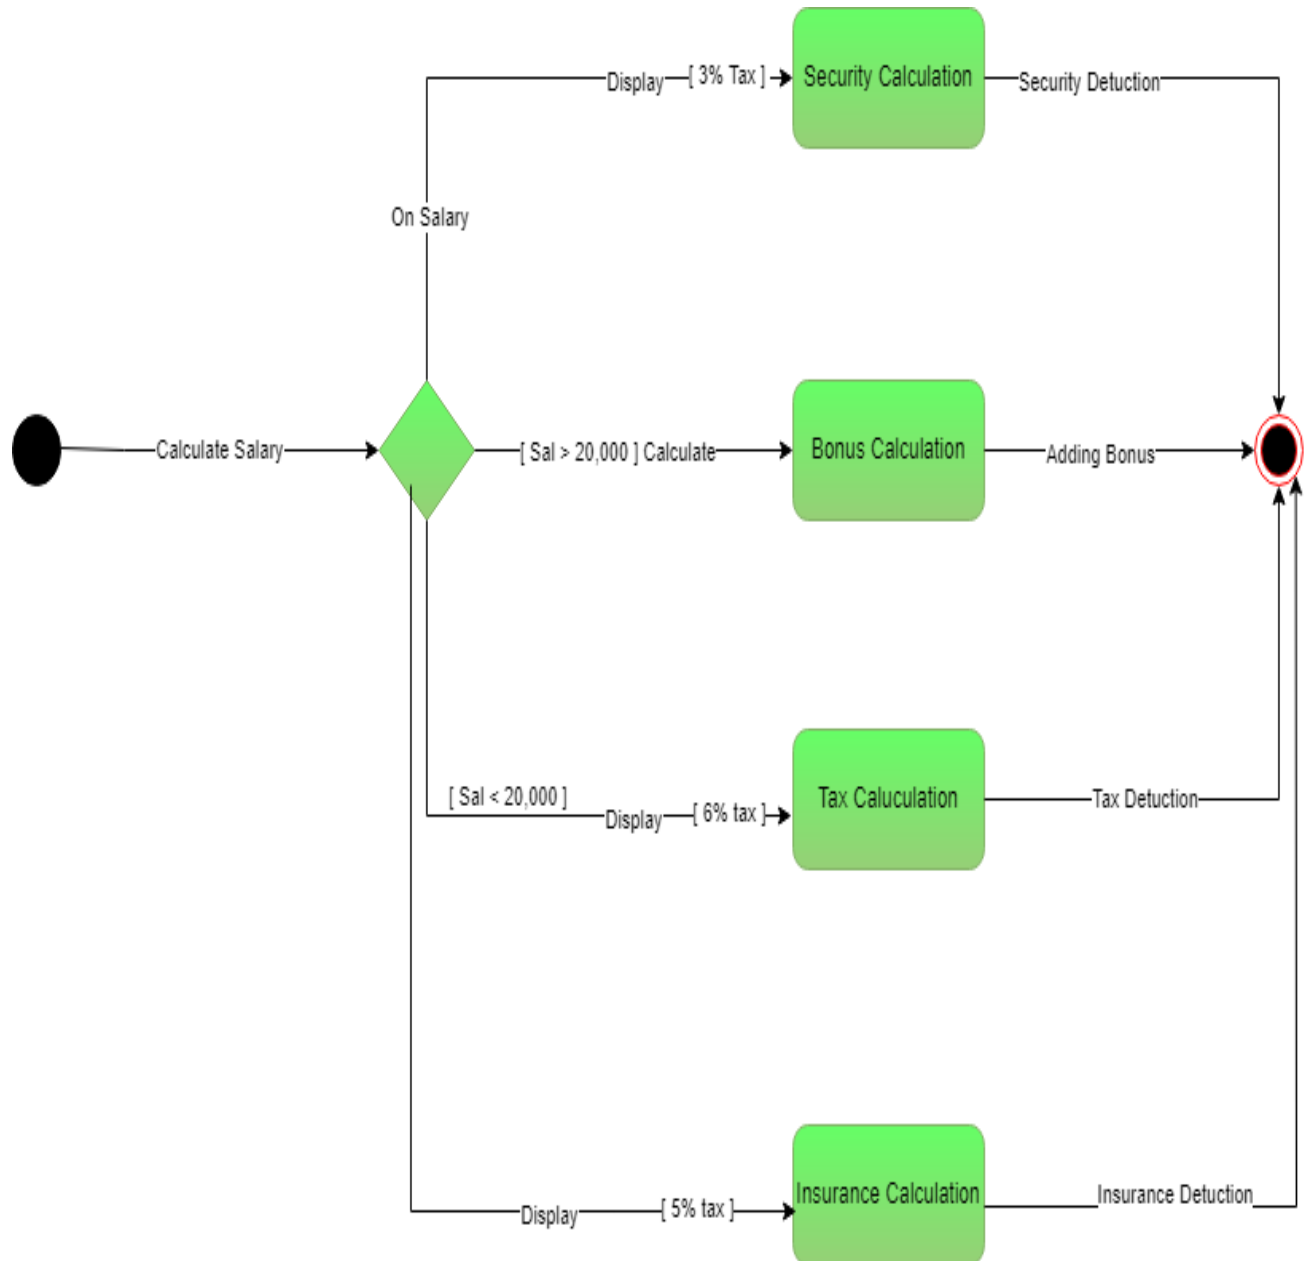 Display
[ 3% Tax ]
Security Calculation
Security Detuction
On Salary
Calculate Salary
[ Sal > 20,000 ] Calculate
Bonus Calculation
Adding Bonus
[ Sal < 20,000 ]
Display
[ 6% tax ]
Tax Caluculation
Tax Detuction
Display
[ 5% tax ]
Insurance Calculation
Insurance Detuction